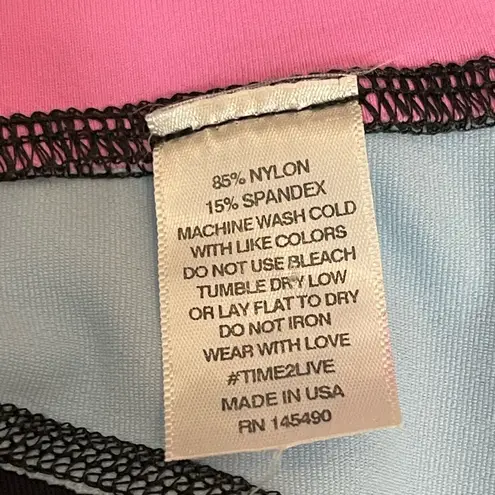 85% NYLON
15% SPANDEX
MACHINE WASH COLD
WITH LIKE COLORS
DO NOT USE BLEACH
TUMBLE DRY LOW
OR LAY FLAT TO DRY
DO NOT IRON
WEAR WITH LOVE
#TIME2LIVE
MADE IN USA
RN 145490